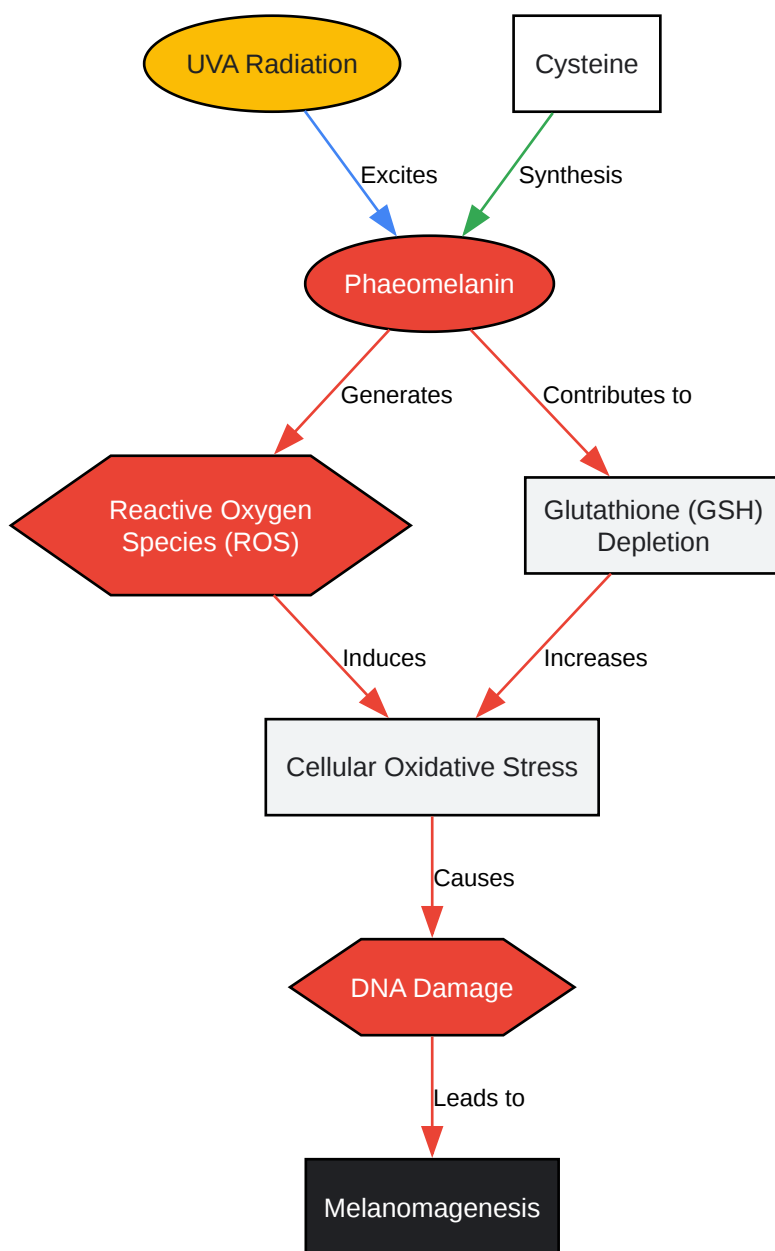 UVA Radiation
Cysteine
Excites
Synthesis
Phaeomelanin
Generates
Contributes to
Reactive Oxygen
Species (ROS)
Glutathione (GSH)
Depletion
Induces
Increases
Cellular Oxidative Stress
Causes
DNA Damage
Leads to
Melanomagenesis